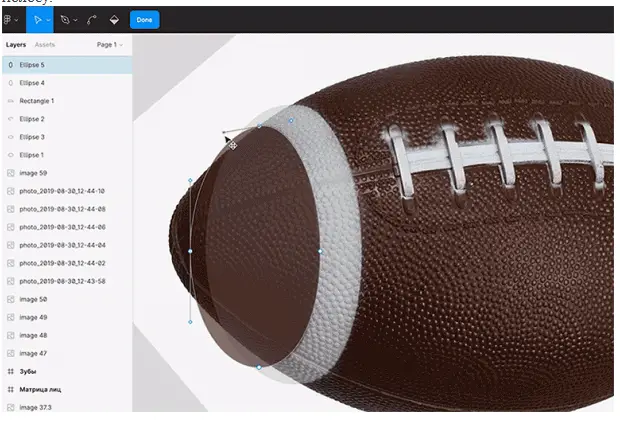 Done
Layers Assets Page 1
Ellipse 5
Ellipse 4
Rectangle 1
Ellipse 2
Ellipse 3
Ellipse 1
image 59
photo_2019-08-30_12-44-10
photo_2019-08-30_12-44-08
photo_2019-08-30_12-44-06
photo_2019-08-30_12-44-04
photo_2019-08-30_12-44-02
photo_2019-08-30_12-43-58
image 50
image 49
image 48
image 47
Зубы
Матрица лиц
image 37.3